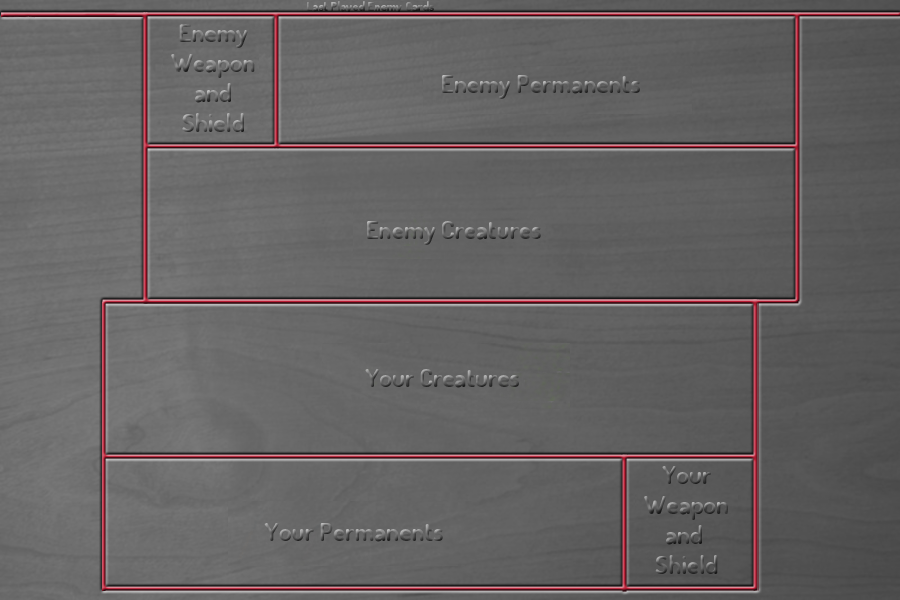 Last Played Enemy Cards
Enemy
Weapon
and
Shield
Enemy Permanents
Enemy Creatures
Your Creatures
Your Permanents
Your
Weapon
and
Shield